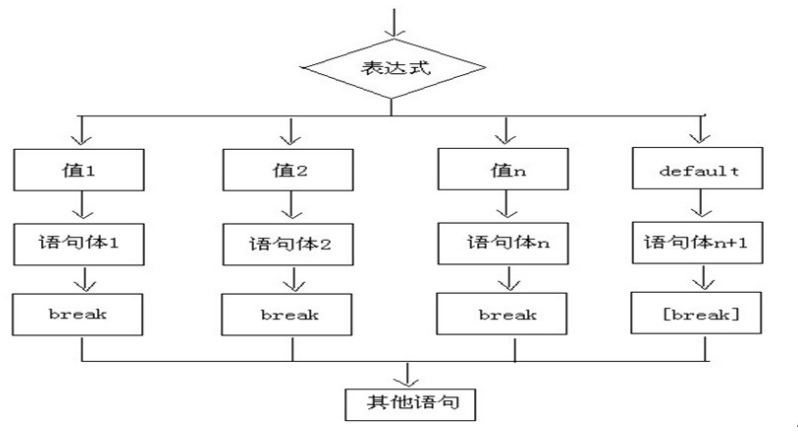 表达式
值1 值2 值n default
语句体1 语句体2 语句体n 语句体n+1
break break break [break]
其他语句